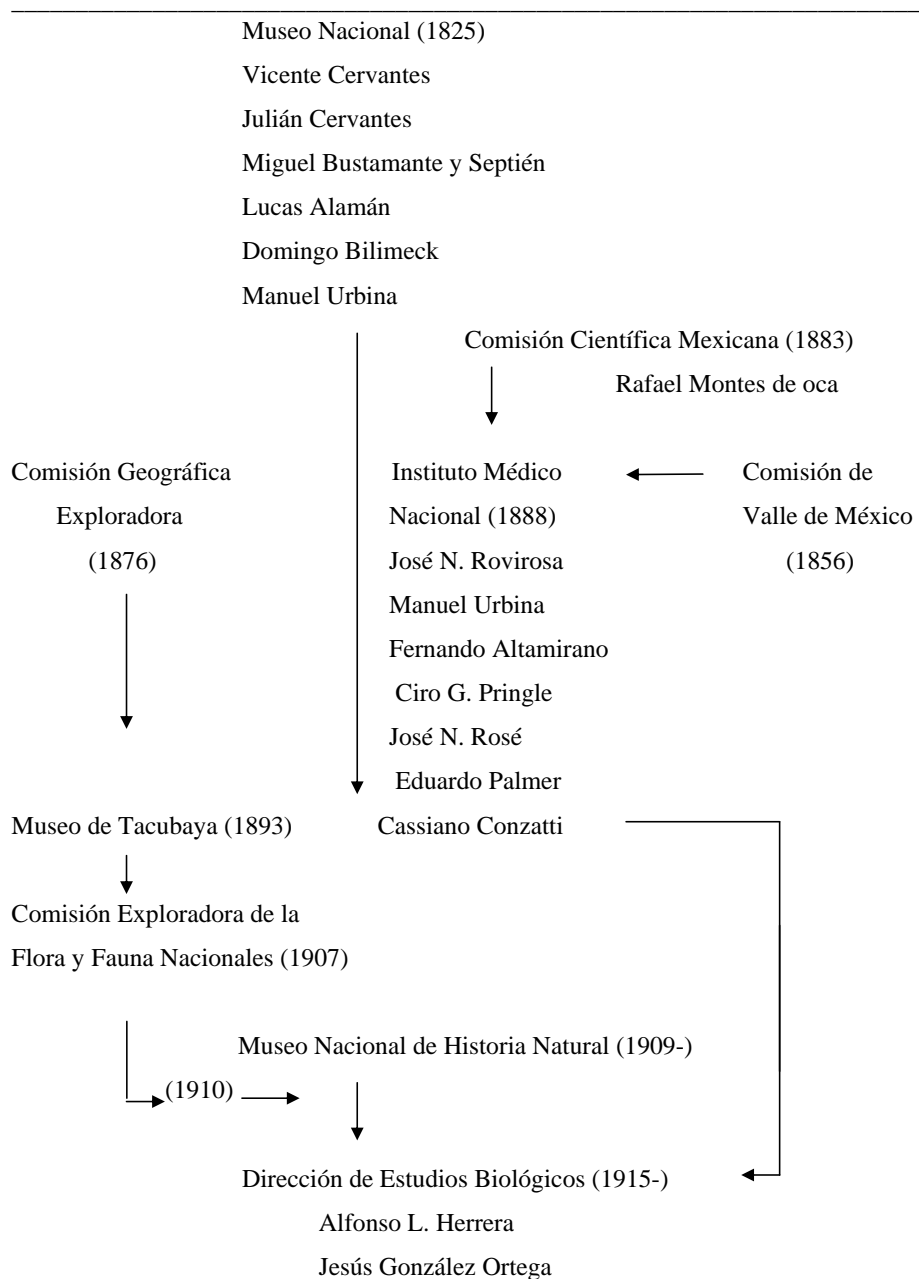 Museo Nacional (1825)
Vicente Cervantes
Julián Cervantes
Miguel Bustamante y Septién
Lucas Alamán
Domingo Bilimeck
Manuel Urbina
Comisión Científica Mexicana (1883)
Rafael Montes de oca
Comisión Geográfica
Exploradora
(1876)
Instituto Médico
Nacional (1888)
José N. Rovirosa
Manuel Urbina
Fernando Altamirano
Ciro G. Pringle
José N. Rosé
Eduardo Palmer
Cassiano Conzatti
Comisión de
Valle de México
(1856)
Museo de Tacubaya (1893)
Comisión Exploradora de la
Flora y Fauna Nacionales (1907)
Museo Nacional de Historia Natural (1909-)
(1910)
Dirección de Estudios Biológicos (1915-)
Alfonso L. Herrera
Jesús González Ortega